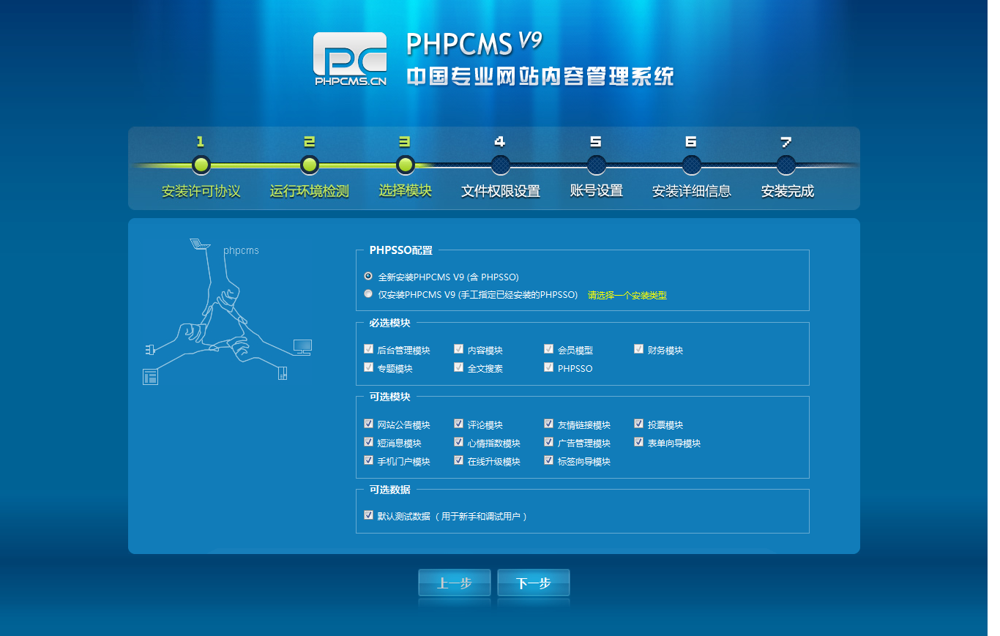 PHPCMS V9
PHPCMS.CN
中国专业网站内容管理系统
1 2 3 4 5 6 7
安装许可协议 运行环境检测 选择模块 文件权限设置 账号设置 安装详细信息 安装完成
phpcms
PHPSSO配置
全新安装PHPCMS V9 (含 PHPSSO)
仅安装PHPCMS V9 (手工指定已经安装的PHPSSO) 请选择一个安装类型
必选模块
后台管理模块 内容模块 会员模型 财务模块
专题模块 全文搜索 PHPSSO
可选模块
网站公告模块 评论模块 友情链接模块 投票模块
短消息模块 心情指数模块 广告管理模块 表单向导模块
手机门户模块 在线升级模块 标签向导模块
可选数据
默认测试数据 （用于新手和调试用户）
上一步 下一步